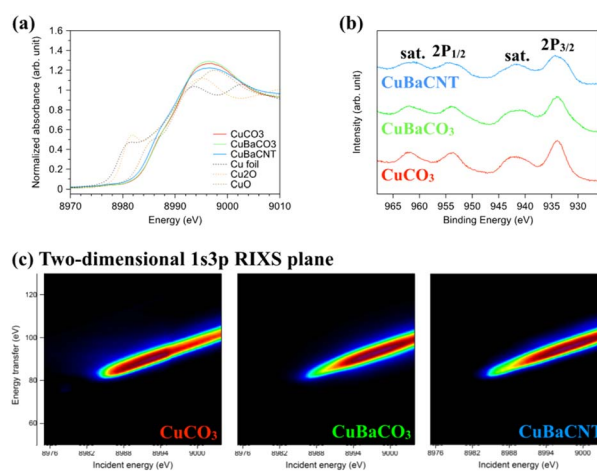 (a)
Normalized absorbance (arb. unit)
1.6
1.4
1.2
1
0.8
0.6
0.4
0.2
0
CuCO3
CuBaCO3
CuBaCNT
Cu foil
Cu2O
CuO
8970
8980
8990
9000
9010
Energy (eV)
(b)
Intensity (arb. unit)
sat. 2P1/2
sat.
2P3/2
CuBaCNT
CuBaCO3
CuCO3
965
960
955
950
945
940
935
930
Binding Energy (eV)
(c) Two-dimensional 1s3p RIXS plane
Energy transfer (eV)
120
100
80
60
CuCO3
8976
8982
8988
8994
9000
Incident energy (eV)
CuBaCO3
8976
8982
8988
8994
9000
Incident energy (eV)
CuBaCNT
8976
8982
8988
8994
9000
Incident energy (eV)